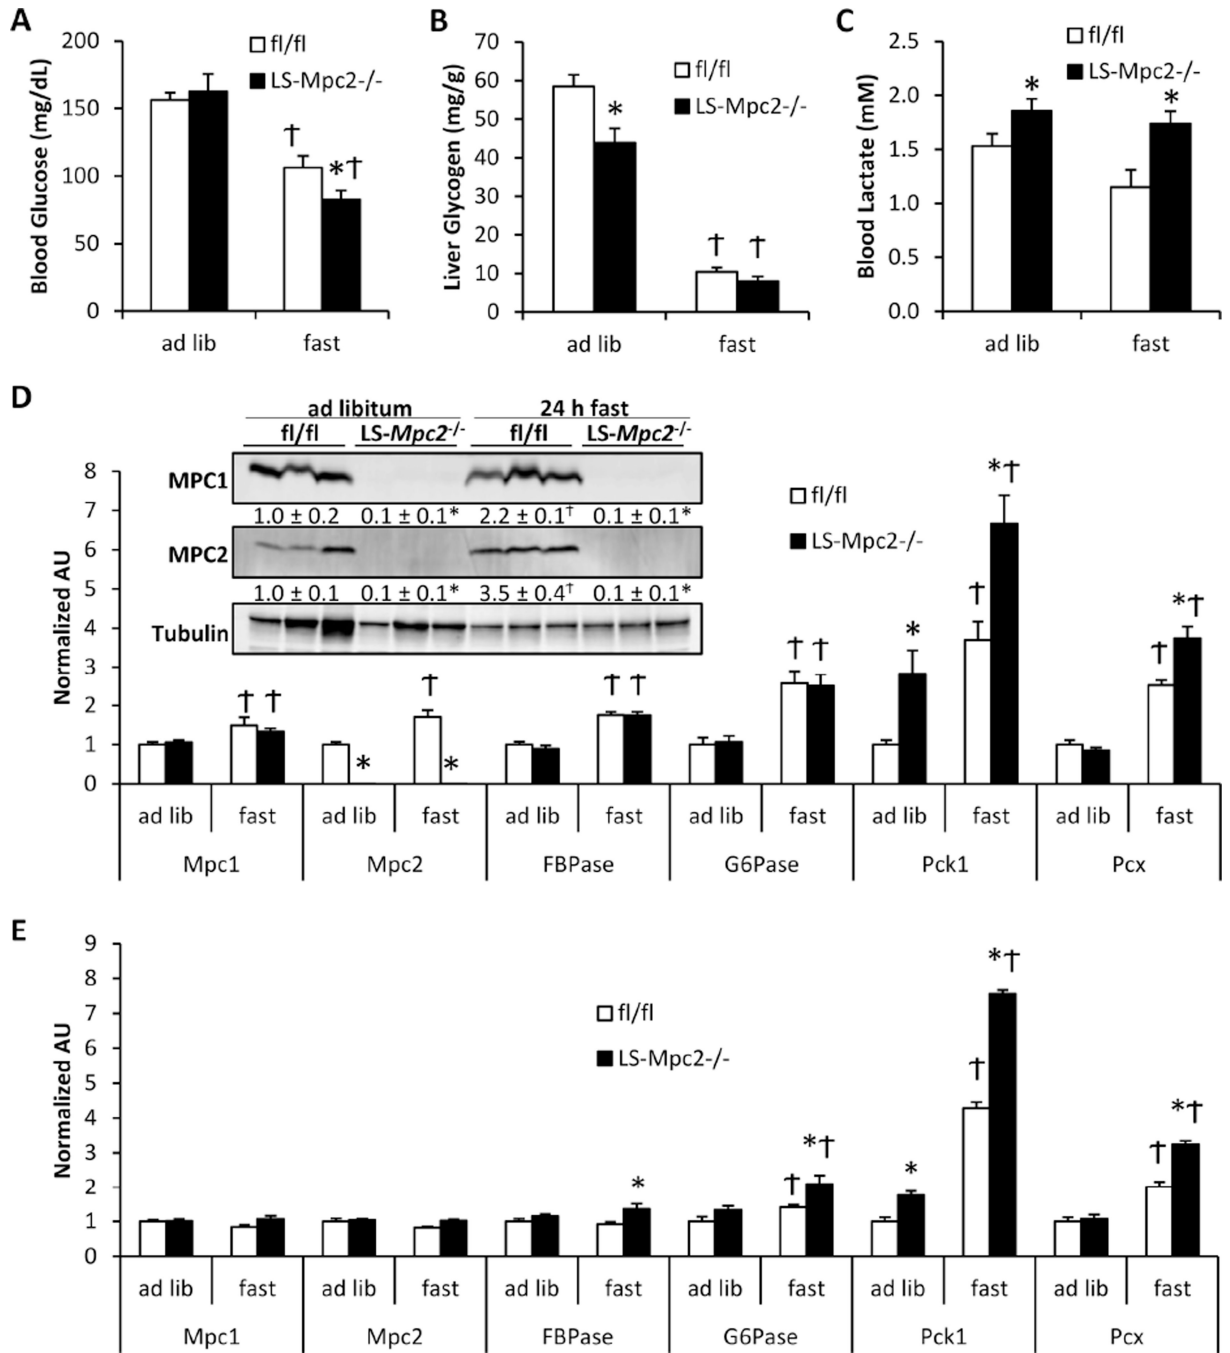 A
Blood Glucose (mg/dL)
200
150
100
50
0
fl/fl
LS-Mpc2-/-
†
*†
ad lib fast
B
Liver Glycogen (mg/g)
70
60
50
40
30
20
10
0
fl/fl
LS-Mpc2-/-
*
† †
ad lib fast
C
Blood Lactate (mM)
2.5
2.0
1.5
1.0
0.5
0.0
fl/fl
LS-Mpc2-/-
* *
ad lib fast
D
Normalized AU
8
7
6
5
4
3
2
1
0
ad libitum 24 h fast
fl/fl LS-Mpc2-/- fl/fl LS-Mpc2-/-
MPC1
1.0 ± 0.2 0.1 ± 0.1* 2.2 ± 0.1† 0.1 ± 0.1*
MPC2
1.0 ± 0.1 0.1 ± 0.1* 3.5 ± 0.4† 0.1 ± 0.1*
Tubulin
fl/fl
LS-Mpc2-/-
† † * † * † † † † * † *† † *†
ad lib fast ad lib fast ad lib fast ad lib fast ad lib fast ad lib fast
Mpc1 Mpc2 FBPase G6Pase Pck1 Pcx
E
Normalized AU
9
8
7
6
5
4
3
2
1
0
fl/fl
LS-Mpc2-/-
* † *† * † *† † *†
ad lib fast ad lib fast ad lib fast ad lib fast ad lib fast ad lib fast
Mpc1 Mpc2 FBPase G6Pase Pck1 Pcx